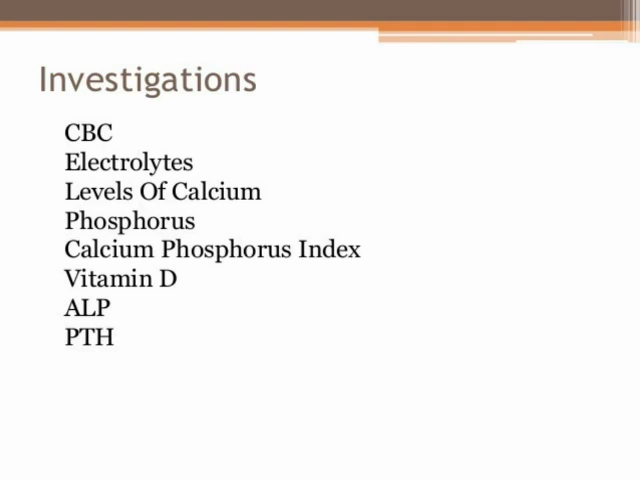 Investigations
CBC
Electrolytes
Levels Of Calcium
Phosphorus
Calcium Phosphorus Index
Vitamin D
ALP
PTH